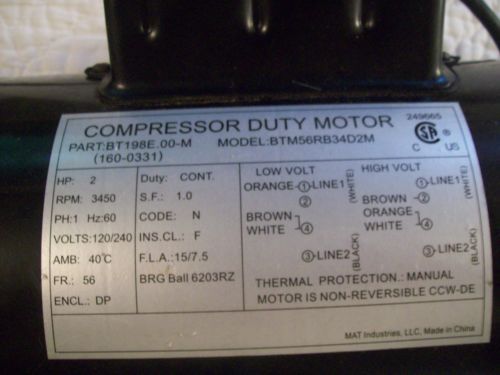 COMPRESSOR DUTY MOTOR
249665
PART:BT198E.00-M MODEL:BTM56RB34D2M
(160-0331)
SA
C US
HP: 2
RPM: 3450
PH:1 Hz:60
VOLTS:120/240
AMB: 40°C
FR.: 56
ENCL.: DP
Duty: CONT.
S.F.: 1.0
CODE: N
INS.CL.: F
F.L.A.:15/7.5
BRG Ball 6203RZ
LOW VOLT
ORANGE-①-LINE1
(WHITE)
②
BROWN
WHITE ④
③-LINE2
(BLACK)
HIGH VOLT
①-LINE1
(WHITE)
BROWN -②
ORANGE
WHITE ④
③-LINE2
(BLACK)
THERMAL PROTECTION.: MANUAL
MOTOR IS NON-REVERSIBLE CCW-DE
MAT Industries, LLC, Made in China